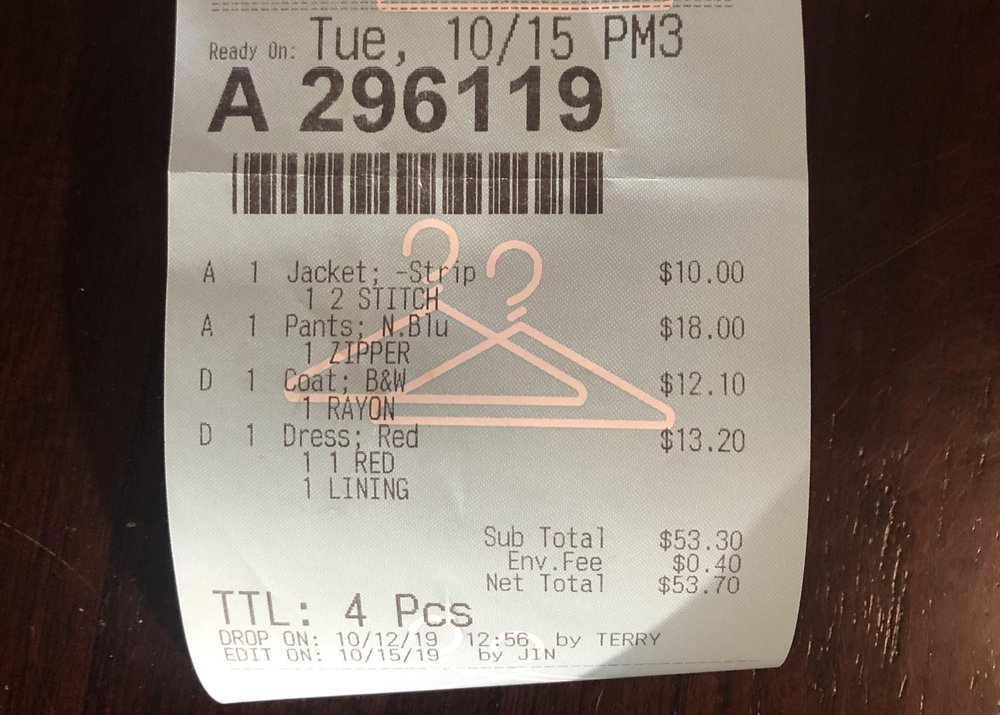 Ready On: Tue, 10/15 PM3
A 296119
A 1 Jacket; -Strip $10.00
1 2 STITCH
A 1 Pants; N.Blu $18.00
1 ZIPPER
D 1 Coat; B&W $12.10
1 RAYON
D 1 Dress; Red $13.20
1 1 RED
1 LINING
Sub Total $53.30
Env.Fee $0.40
Net Total $53.70
TTL: 4 Pcs
DROP ON: 10/12/19 12:56 by TERRY
EDIT ON: 10/15/19 by JIN